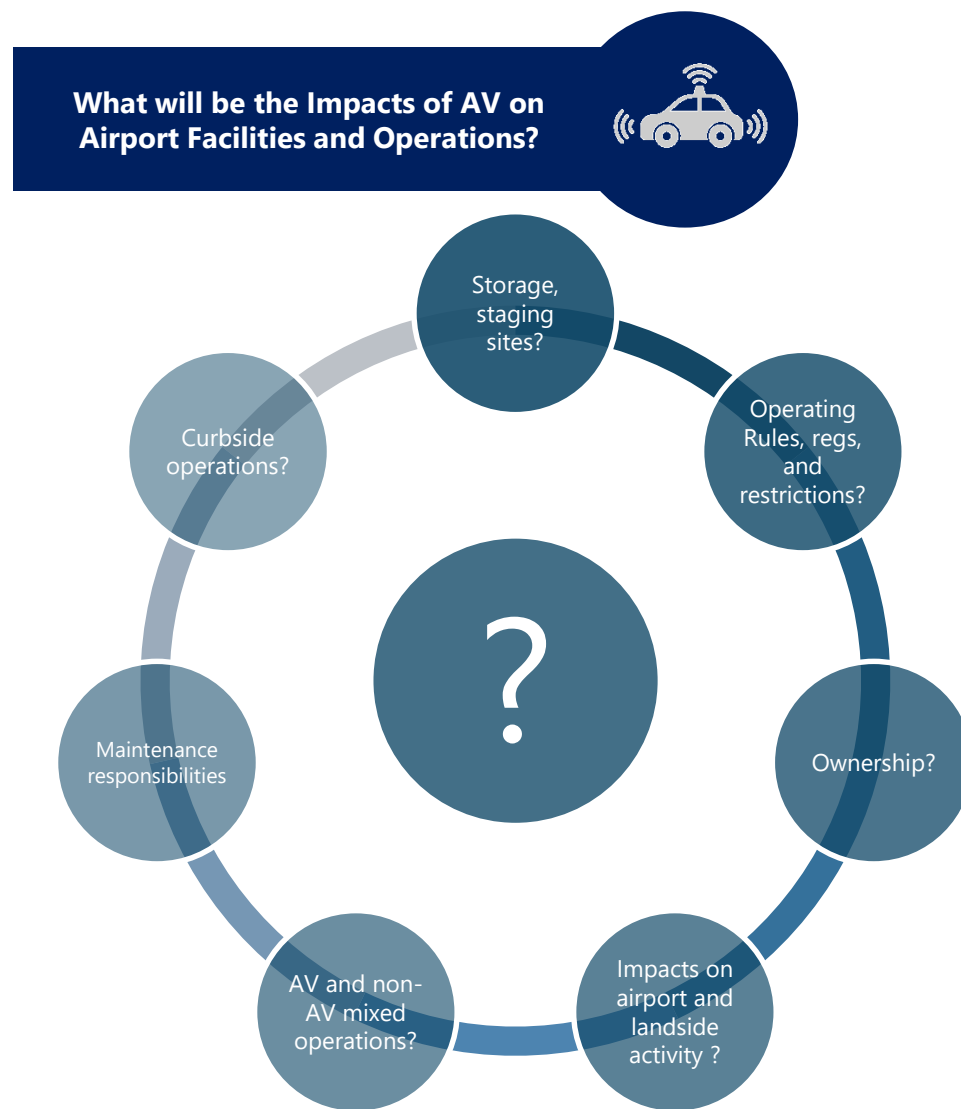 What will be the Impacts of AV on
Airport Facilities and Operations?
Storage,
staging
sites?
Operating
Rules, regs,
and
restrictions?
Ownership?
Impacts on
airport and
landside
activity ?
AV and non-
AV mixed
operations?
Maintenance
responsibilities
Curbside
operations?
?